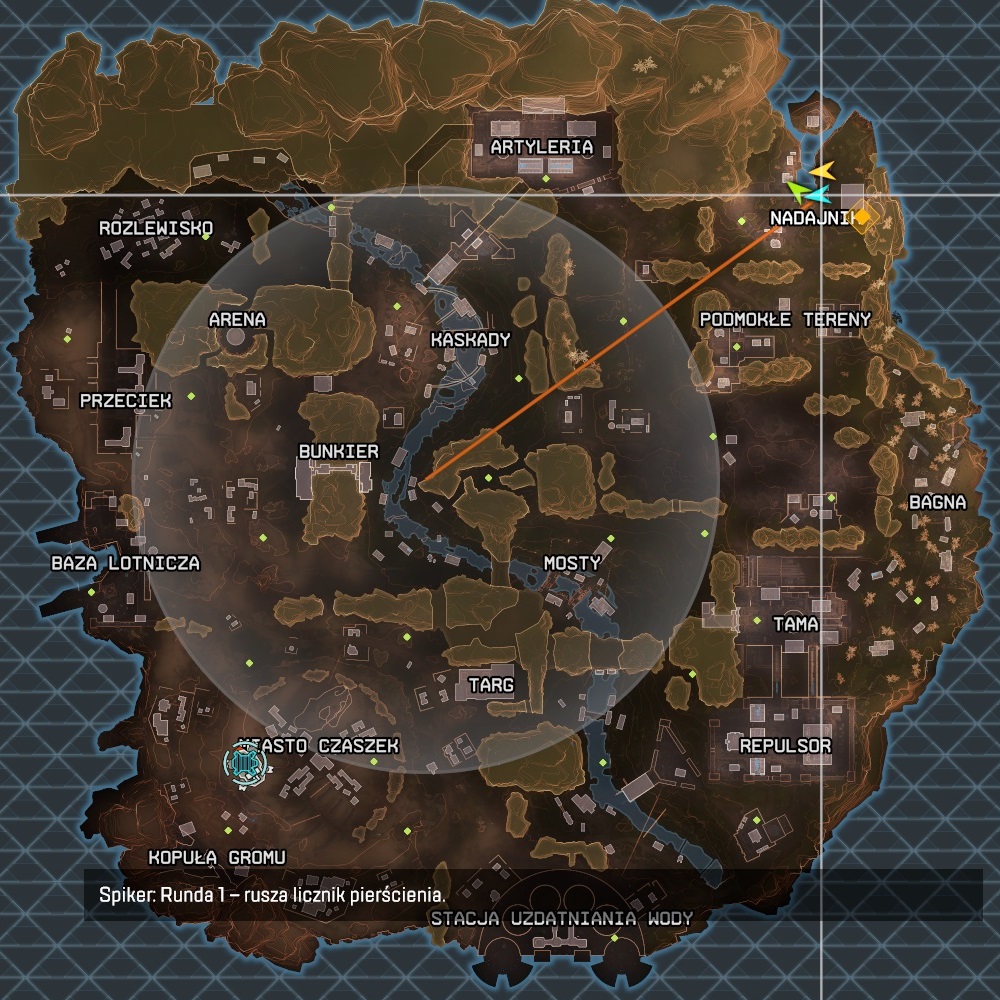 ARTYLERIA
NADAJNIK
ROZLEWISKO
ARENA
KASKADY
PODMOKŁE TERENY
PRZECIEK
BUNKIER
BAGNA
BAZA LOTNICZA
MOSTY
TAMA
TARG
MIASTO CZASZEK
REPULSOR
KOPUŁA GROMU
Spiker: Runda 1 – rusza licznik pierścienia.
STACJA UZDATNIANIA WODY